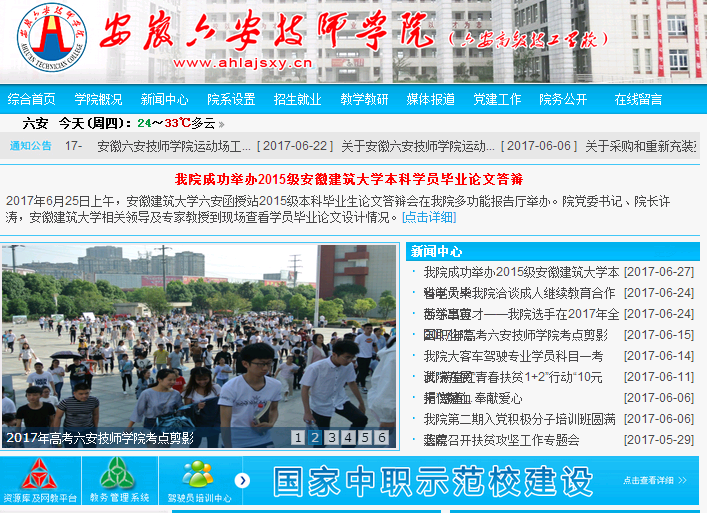 安徽六安技师学院(六安高级技工学校)
www.ahlajsxy.cn
综合首页 学院概况 新闻中心 院系设置 招生就业 教学教研 媒体报道 党建工作 院务公开 在线留言
六安 今天(周四)：24～33℃多云 »
通知公告 17- 安徽六安技师学院运动场工... [ 2017-06-22 ] 关于安徽六安技师学院运动... [ 2017-06-06 ] 关于采购和重新充装
我院成功举办2015级安徽建筑大学本科学员毕业论文答辩
2017年6月25日上午，安徽建筑大学六安函授站2015级本科毕业生论文答辩会在我院多功能报告厅举办。院党委书记、院长许
涛，安徽建筑大学相关领导及专家教授到现场查看学员毕业论文设计情况。[点击详细]
新闻中心
我院成功举办2015级安徽建筑大学本 [2017-06-27]
我院洽谈成人继续教育合作 [2017-06-24]
才——我院选手在2017年全 [2017-06-24]
高考六安技师学院考点剪影 [2017-06-15]
我院大客车驾驶专业学员科目一考 [2017-06-14]
青春扶贫1+2”行动“10元 [2017-06-11]
血 奉献爱心 [2017-06-06]
我院第二期入党积极分子培训班圆满 [2017-06-06]
召开扶贫攻坚工作专题会 [2017-05-29]
2017年高考六安技师学院考点剪影 1 2 3 4 5 6
资源库及网教平台 教务管理系统 驾驶员培训中心 国家中职示范校建设 点击查看详细 >>